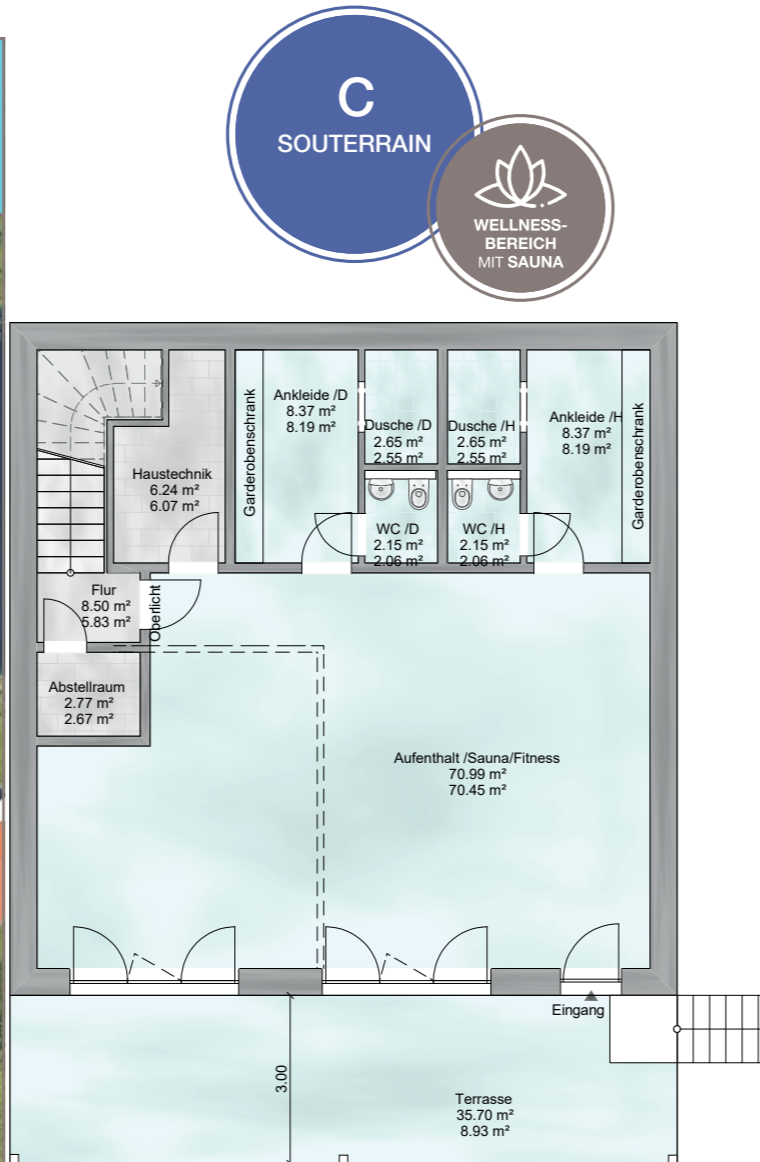 C
SOUTERRAIN
WELLNESS-
BEREICH
MIT SAUNA
Garderobenschrank
Ankleide /D
8.37 m²
8.19 m²
Dusche /D
2.65 m²
2.55 m²
Dusche /H
2.65 m²
2.55 m²
Ankleide /H
8.37 m²
8.19 m²
Garderobenschrank
Haustechnik
6.24 m²
6.07 m²
WC /D
2.15 m²
2.06 m²
WC /H
2.15 m²
2.06 m²
Flur
8.50 m²
5.83 m²
Oberlicht
Abstellraum
2.77 m²
2.67 m²
Aufenthalt /Sauna/Fitness
70.99 m²
70.45 m²
Eingang
3.00
Terrasse
35.70 m²
8.93 m²